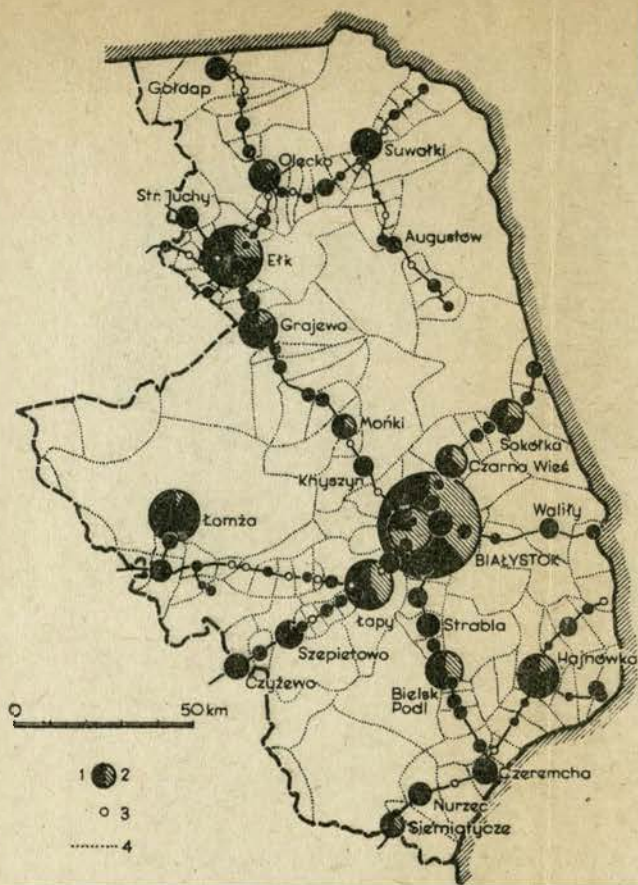 Gołdap
Olecko
Suwałki
Str. Juchy
Augustów
Ełk
Grajewo
Mońki
Sokółka
Czarna Wieś
Knyszyn
Łomża
Waliły
BIAŁYSTOK
Łapy
Strabla
Szepietowo
Hajnówka
Czyżewo
Bielsk
Podl
0 50 km
Czeremcha
1 2
Nurzec
3
Siemiatycze
4